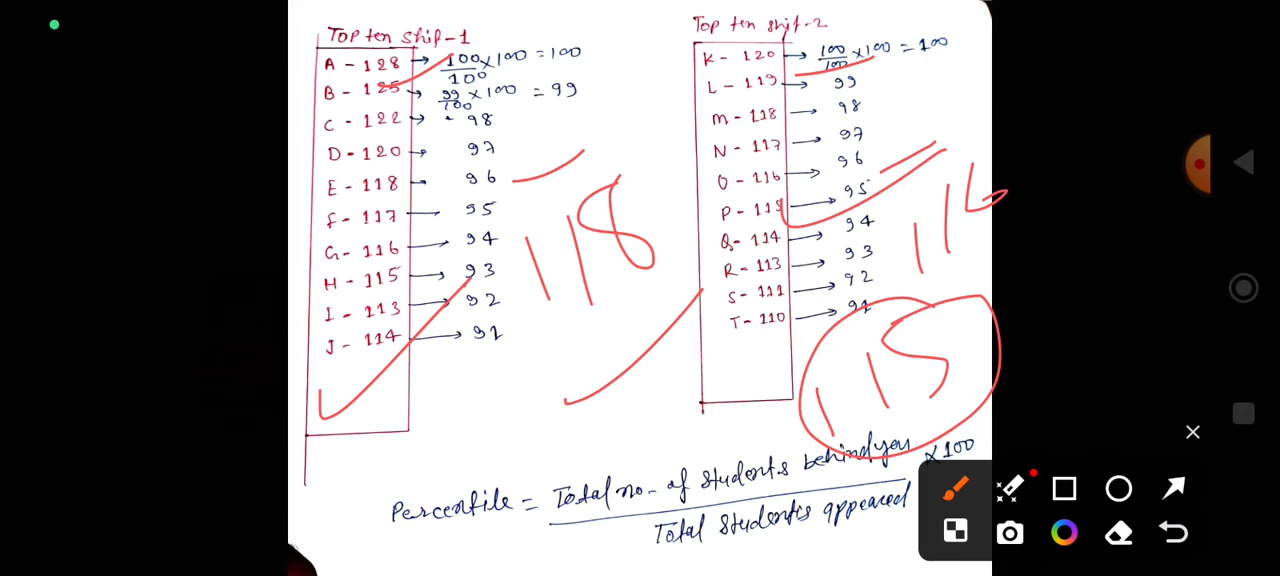 Top ten shif-1
A - 128 → 100/100 x 100 = 100
B - 125 → 99/100 x 100 = 99
C - 122 → 98
D - 120 → 97
E - 118 → 96
F - 117 → 95
G - 116 → 94
H - 115 → 93
I - 113 → 92
J - 114 → 91
118
Top ten shif-2
K - 120 → 100/100 x 100 = 100
L - 119 → 99
M - 118 → 98
N - 117 → 97
O - 116 → 96
P - 115 → 95
Q - 114 → 94
R - 113 → 93
S - 111 → 92
T - 110 → 91
116
115
Percentile = Total no. of students behind you x 100
Total students appeared